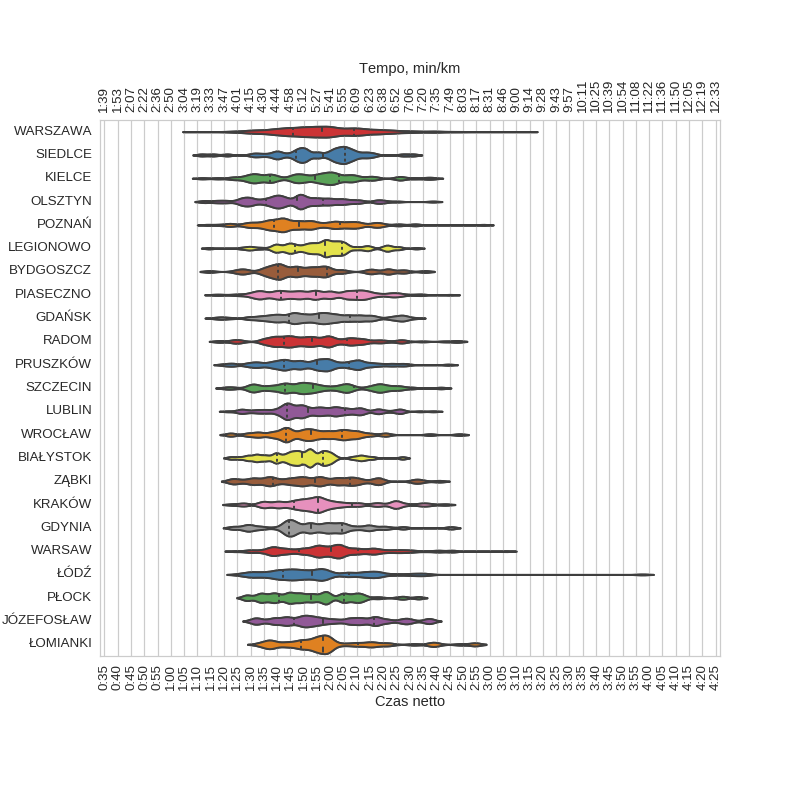 Tempo, min/km
1:39 1:53 2:07 2:22 2:36 2:50 3:04 3:19 3:33 3:47 4:01 4:15 4:30 4:44 4:58 5:12 5:27 5:41 5:55 6:09 6:23 6:38 6:52 7:06 7:20 7:35 7:49 8:03 8:17 8:31 8:46 9:00 9:14 9:28 9:43 9:57 10:11 10:25 10:39 10:54 11:08 11:22 11:36 11:50 12:05 12:19 12:33
WARSZAWA
SIEDLCE
KIELCE
OLSZTYN
POZNAŃ
LEGIONOWO
BYDGOSZCZ
PIASECZNO
GDAŃSK
RADOM
PRUSZKÓW
SZCZECIN
LUBLIN
WROCŁAW
BIAŁYSTOK
ZĄBKI
KRAKÓW
GDYNIA
WARSAW
ŁÓDŹ
PŁOCK
JÓZEFOSŁAW
ŁOMIANKI
0:35 0:40 0:45 0:50 0:55 1:00 1:05 1:10 1:15 1:20 1:25 1:30 1:35 1:40 1:45 1:50 1:55 2:00 2:05 2:10 2:15 2:20 2:25 2:30 2:35 2:40 2:45 2:50 2:55 3:00 3:05 3:10 3:15 3:20 3:25 3:30 3:35 3:40 3:45 3:50 3:55 4:00 4:05 4:10 4:15 4:20 4:25
Czas netto